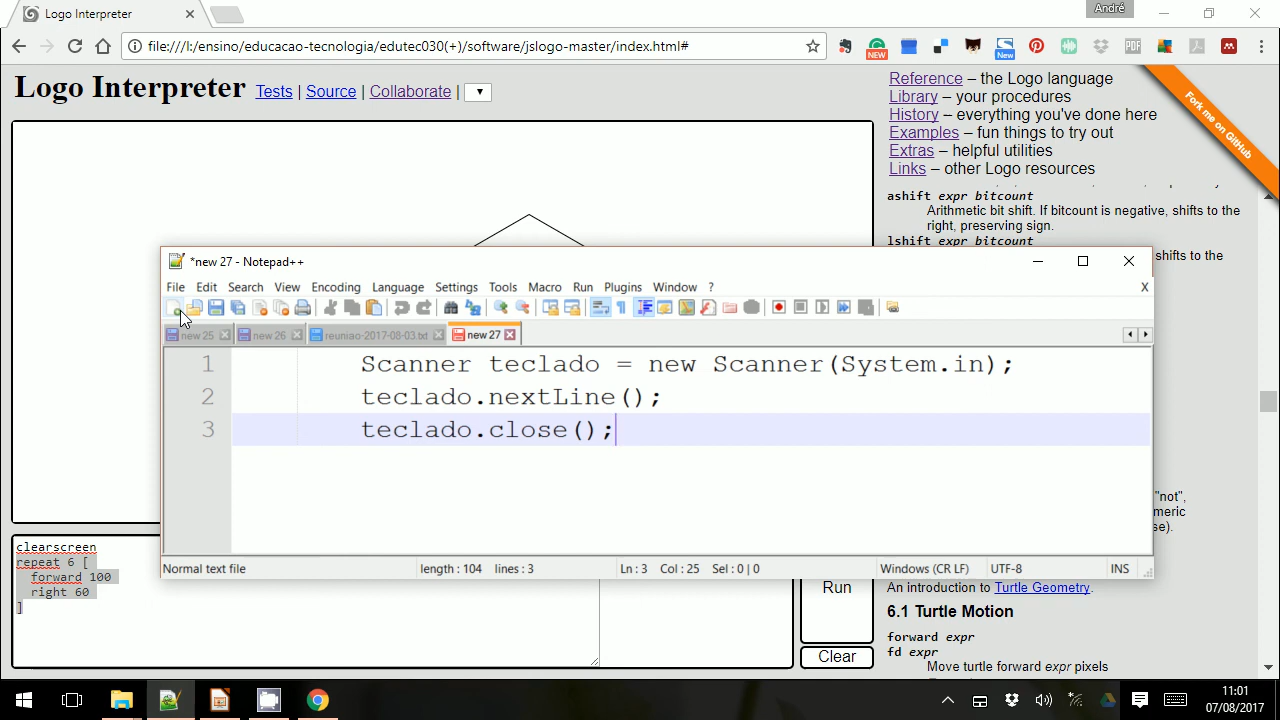 Logo Interpreter
André
file:///I:/ensino/educacao-tecnologia/edutec030(+)/software/jslogo-master/index.html#
NEW
New
PDF
Logo Interpreter Tests | Source | Collaborate |
Reference – the Logo language
Library – your procedures
History – everything you've done here
Examples – fun things to try out
Extras – helpful utilities
Links – other Logo resources
Fork me on GitHub
ashift expr bitcount
Arithmetic bit shift. If bitcount is negative, shifts to the
right, preserving sign.
lshift expr bitcount
shifts to the
*new 27 - Notepad++
File Edit Search View Encoding Language Settings Tools Macro Run Plugins Window ? X
new 25 new 26 reuniao-2017-08-03.txt new 27
1 Scanner teclado = new Scanner(System.in);
2 teclado.nextLine();
3 teclado.close();
"not",
meric
se).
Normal text file length : 104 lines : 3 Ln : 3 Col : 25 Sel : 0 | 0 Windows (CR LF) UTF-8 INS
clearscreen
repeat 6 [
forward 100
right 60
]
Run
Clear
An introduction to Turtle Geometry.
6.1 Turtle Motion
forward expr
fd expr
Move turtle forward expr pixels
11:01
07/08/2017